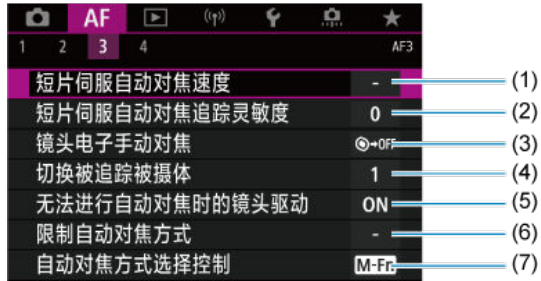 AF
1 2 3 4 AF3
短片伺服自动对焦速度 - (1)
短片伺服自动对焦追踪灵敏度 0 (2)
镜头电子手动对焦 OFF (3)
切换被追踪被摄体 1 (4)
无法进行自动对焦时的镜头驱动 ON (5)
限制自动对焦方式 - (6)
自动对焦方式选择控制 M-Fn (7)